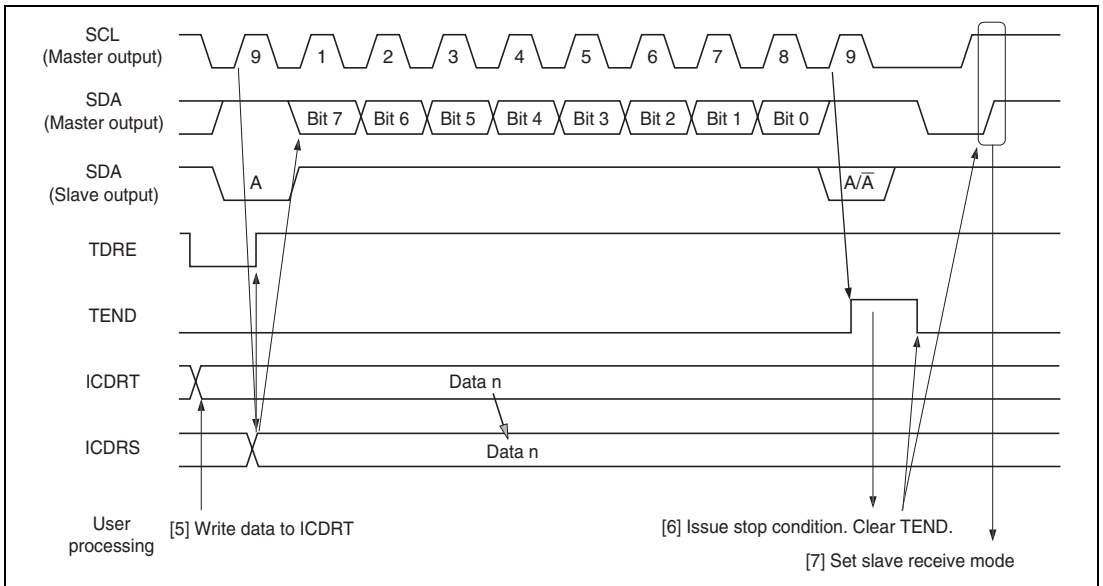 SCL
(Master output)
9 1 2 3 4 5 6 7 8 9
SDA
(Master output)
Bit 7 Bit 6 Bit 5 Bit 4 Bit 3 Bit 2 Bit 1 Bit 0
SDA
(Slave output)
A A/A̅
TDRE
TEND
ICDRT
Data n
ICDRS
Data n
User
processing
[5] Write data to ICDRT
[6] Issue stop condition. Clear TEND.
[7] Set slave receive mode